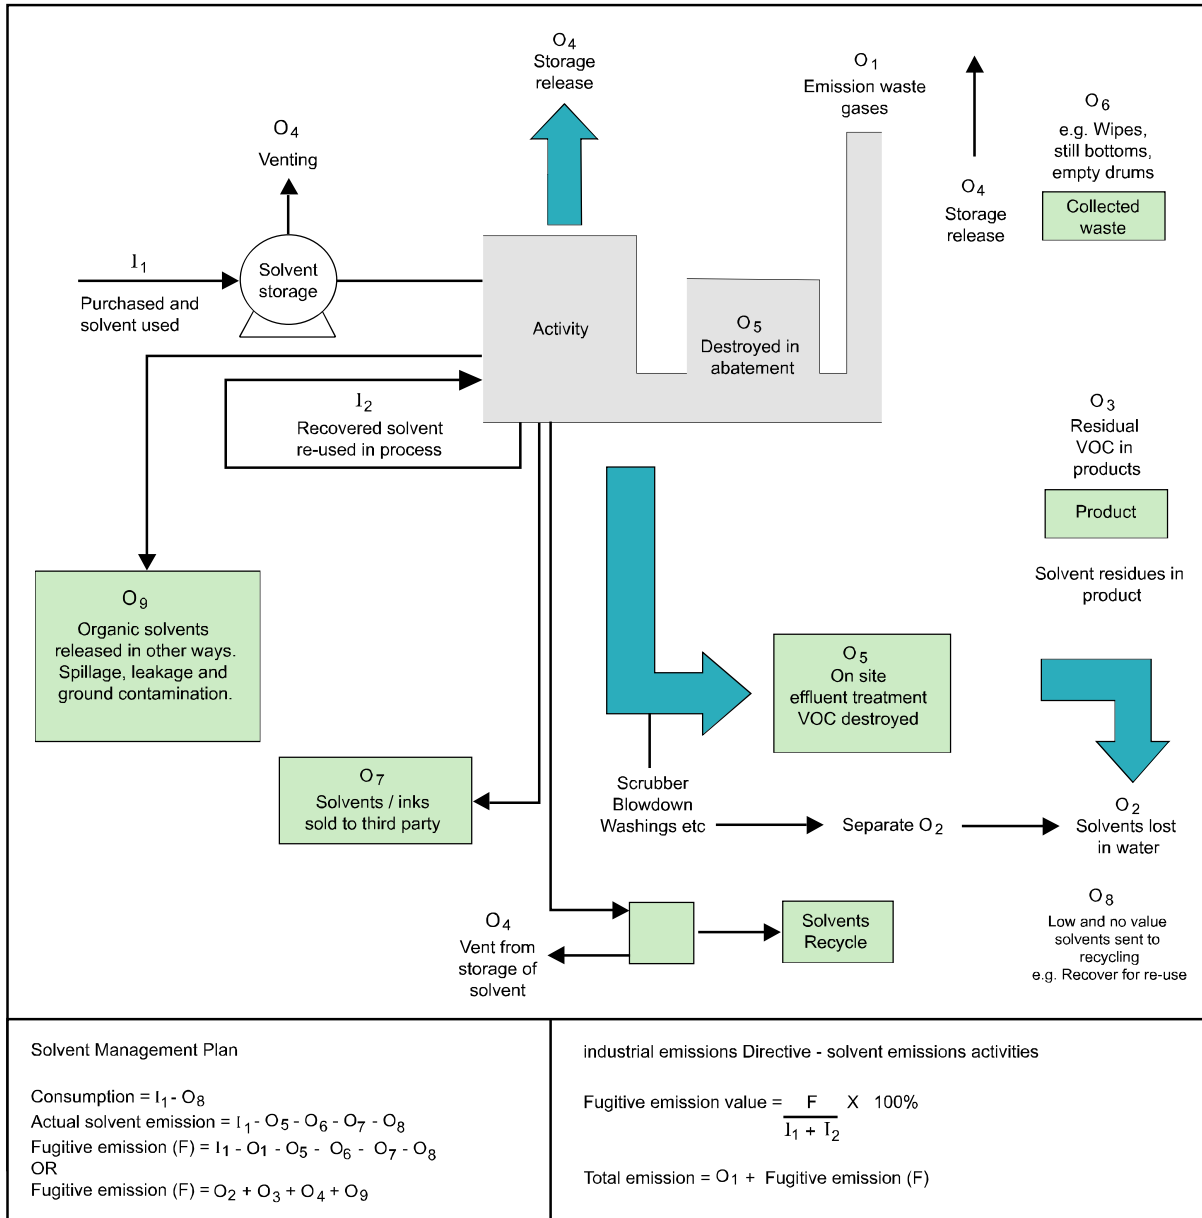 O4
Storage
release
O1
Emission waste
gases
O6
e.g. Wipes,
still bottoms,
empty drums
Collected
waste
O4
Venting
O4
Storage
release
I1
Purchased and
solvent used
Solvent
storage
Activity
O5
Destroyed in
abatement
I2
Recovered solvent
re-used in process
O3
Residual
VOC in
products
Product
Solvent residues in
product
O9
Organic solvents
released in other ways.
Spillage, leakage and
ground contamination.
O5
On site
effluent treatment
VOC destroyed
O7
Solvents / inks
sold to third party
Scrubber
Blowdown
Washings etc
Separate O2
O2
Solvents lost
in water
O4
Vent from
storage of
solvent
Solvents
Recycle
O8
Low and no value
solvents sent to
recycling
e.g. Recover for re-use
Solvent Management Plan
Consumption = I1 - O8
Actual solvent emission = I1 - O5 - O6 - O7 - O8
Fugitive emission (F) = I1 - O1 - O5 - O6 - O7 - O8
OR
Fugitive emission (F) = O2 + O3 + O4 + O9
industrial emissions Directive - solvent emissions activities
Fugitive emission value = F X 100%
I1 + I2
Total emission = O1 + Fugitive emission (F)